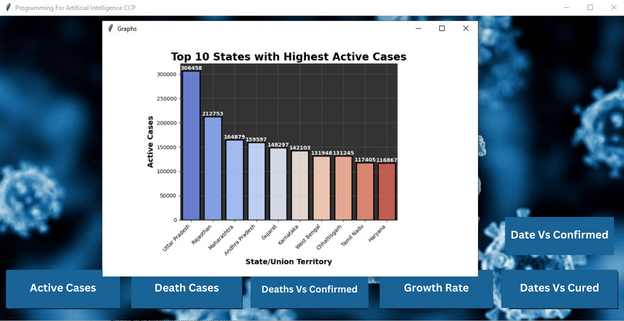 Programming For Artificial Intelligence CCP
Graphs
Top 10 States with Highest Active Cases
306458
212753
164879
159597
148297
142103
131948
131245
117405
116867
300000
250000
200000
150000
100000
50000
0
Active Cases
Uttar Pradesh
Rajasthan
Maharashtra
Andhra Pradesh
Gujarat
Karnataka
West Bengal
Chhattisgarh
Tamil Nadu
Haryana
State/Union Territory
Date Vs Confirmed
Active Cases
Death Cases
Deaths Vs Confirmed
Growth Rate
Dates Vs Cured